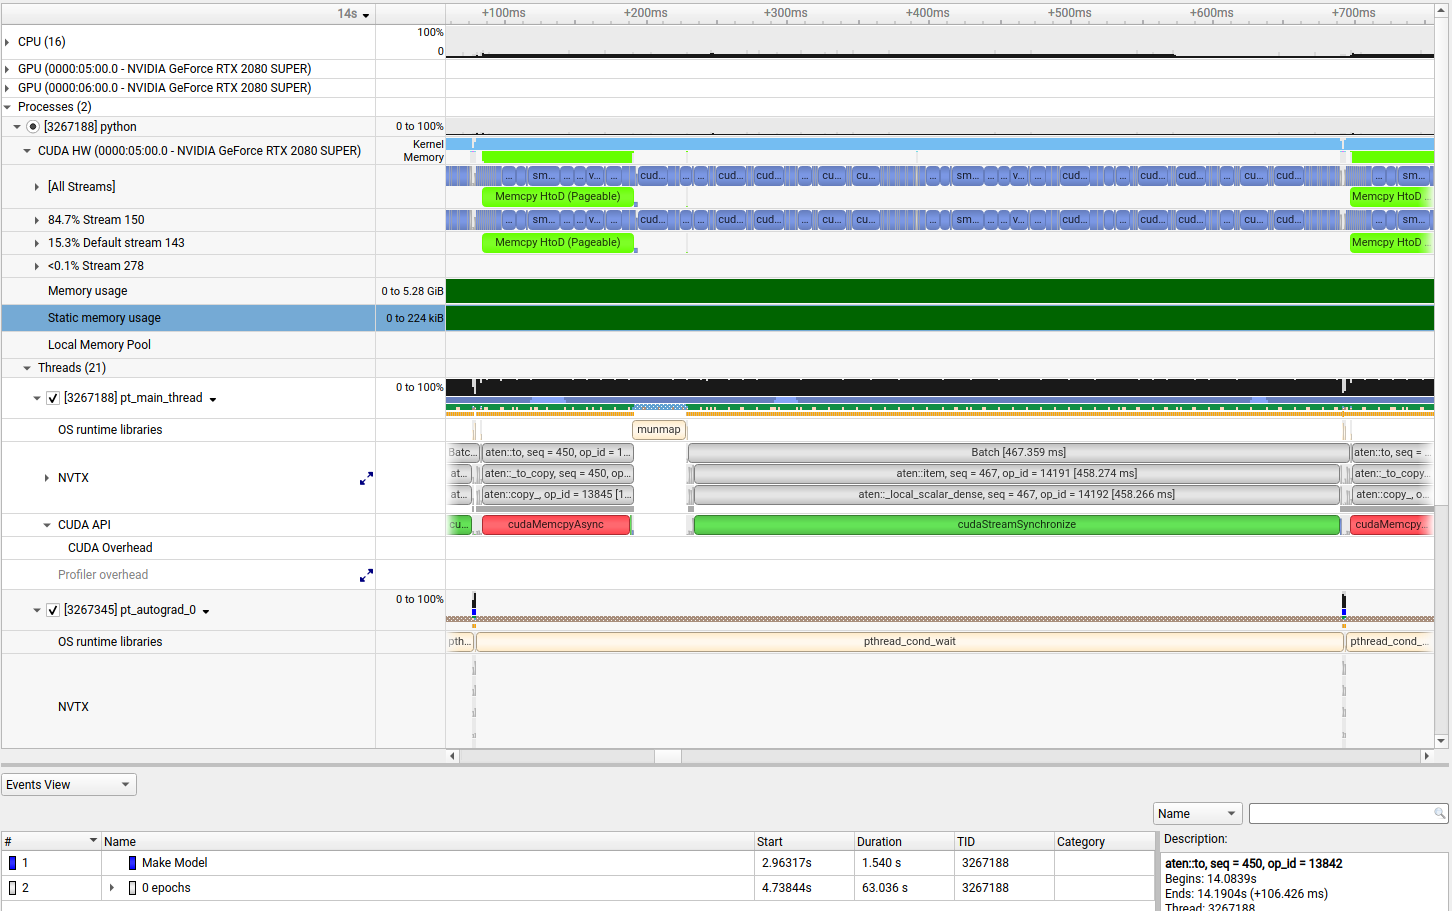 14s +100ms +200ms +300ms +400ms +500ms +600ms +700ms
CPU (16) 100%
0
GPU (0000:05:00.0 - NVIDIA GeForce RTX 2080 SUPER)
GPU (0000:06:00.0 - NVIDIA GeForce RTX 2080 SUPER)
Processes (2)
[3267188] python 0 to 100%
CUDA HW (0000:05:00.0 - NVIDIA GeForce RTX 2080 SUPER) Kernel
Memory
[All Streams] ... sm... ... ... v... ... cud... ... ... cud... cud... ... cu... cu... ... sm... ... ... v... ... cud... ... ... cud... cud... ... cu... cud... ... sm...
Memcpy HtoD (Pageable) Memcpy HtoD ...
84.7% Stream 150 ... sm... ... ... v... ... cud... ... ... cud... cud... ... cu... cu... ... sm... ... ... v... ... cud... ... ... cud... cud... ... cu... cud... ... sm...
15.3% Default stream 143 Memcpy HtoD (Pageable) Memcpy HtoD ...
<0.1% Stream 278
Memory usage 0 to 5.28 GiB
Static memory usage 0 to 224 kiB
Local Memory Pool
Threads (21)
[3267188] pt_main_thread 0 to 100%
OS runtime libraries munmap
Batc... aten::to, seq = 450, op_id = 1... Batch [467.359 ms] aten::to, seq = ...
NVTX at... aten::_to_copy, seq = 450, op... aten::item, seq = 467, op_id = 14191 [458.274 ms] aten::_to_copy...
at... aten::copy_, op_id = 13845 [1... aten::_local_scalar_dense, seq = 467, op_id = 14192 [458.266 ms] aten::copy_, o...
CUDA API cu... cudaMemcpyAsync cudaStreamSynchronize cudaMemcpy...
CUDA Overhead
Profiler overhead
[3267345] pt_autograd_0 0 to 100%
OS runtime libraries pth... pthread_cond_wait pthread_cond_...
NVTX
Events View
Name
# Name Start Duration TID Category Description:
1 Make Model 2.96317s 1.540 s 3267188
2 0 epochs 4.73844s 63.036 s 3267188
aten::to, seq = 450, op_id = 13842
Begins: 14.0839s
Ends: 14.1904s (+106.426 ms)
Thread: 3267188